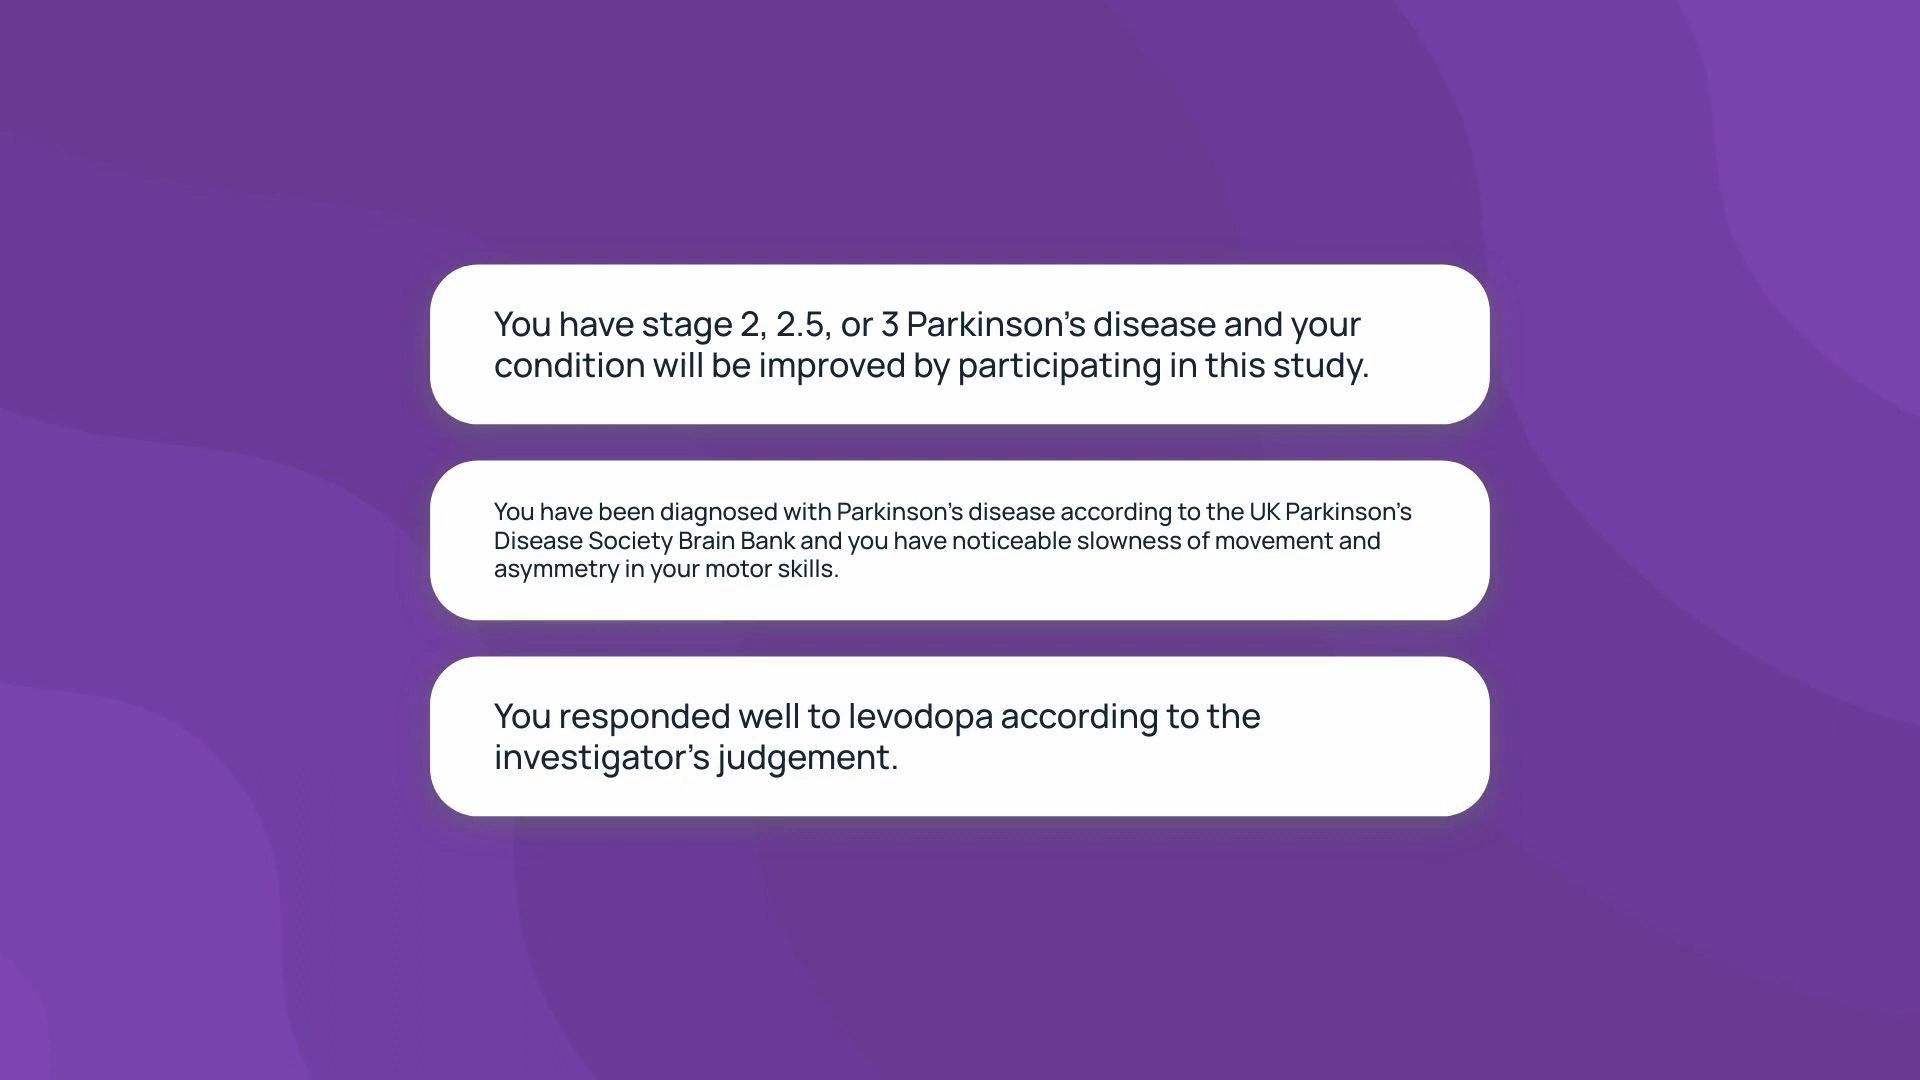 You have stage 2, 2.5, or 3 Parkinson’s disease and your
condition will be improved by participating in this study.
You have been diagnosed with Parkinson’s disease according to the UK Parkinson’s
Disease Society Brain Bank and you have noticeable slowness of movement and
asymmetry in your motor skills.
You responded well to levodopa according to the
investigator’s judgement.